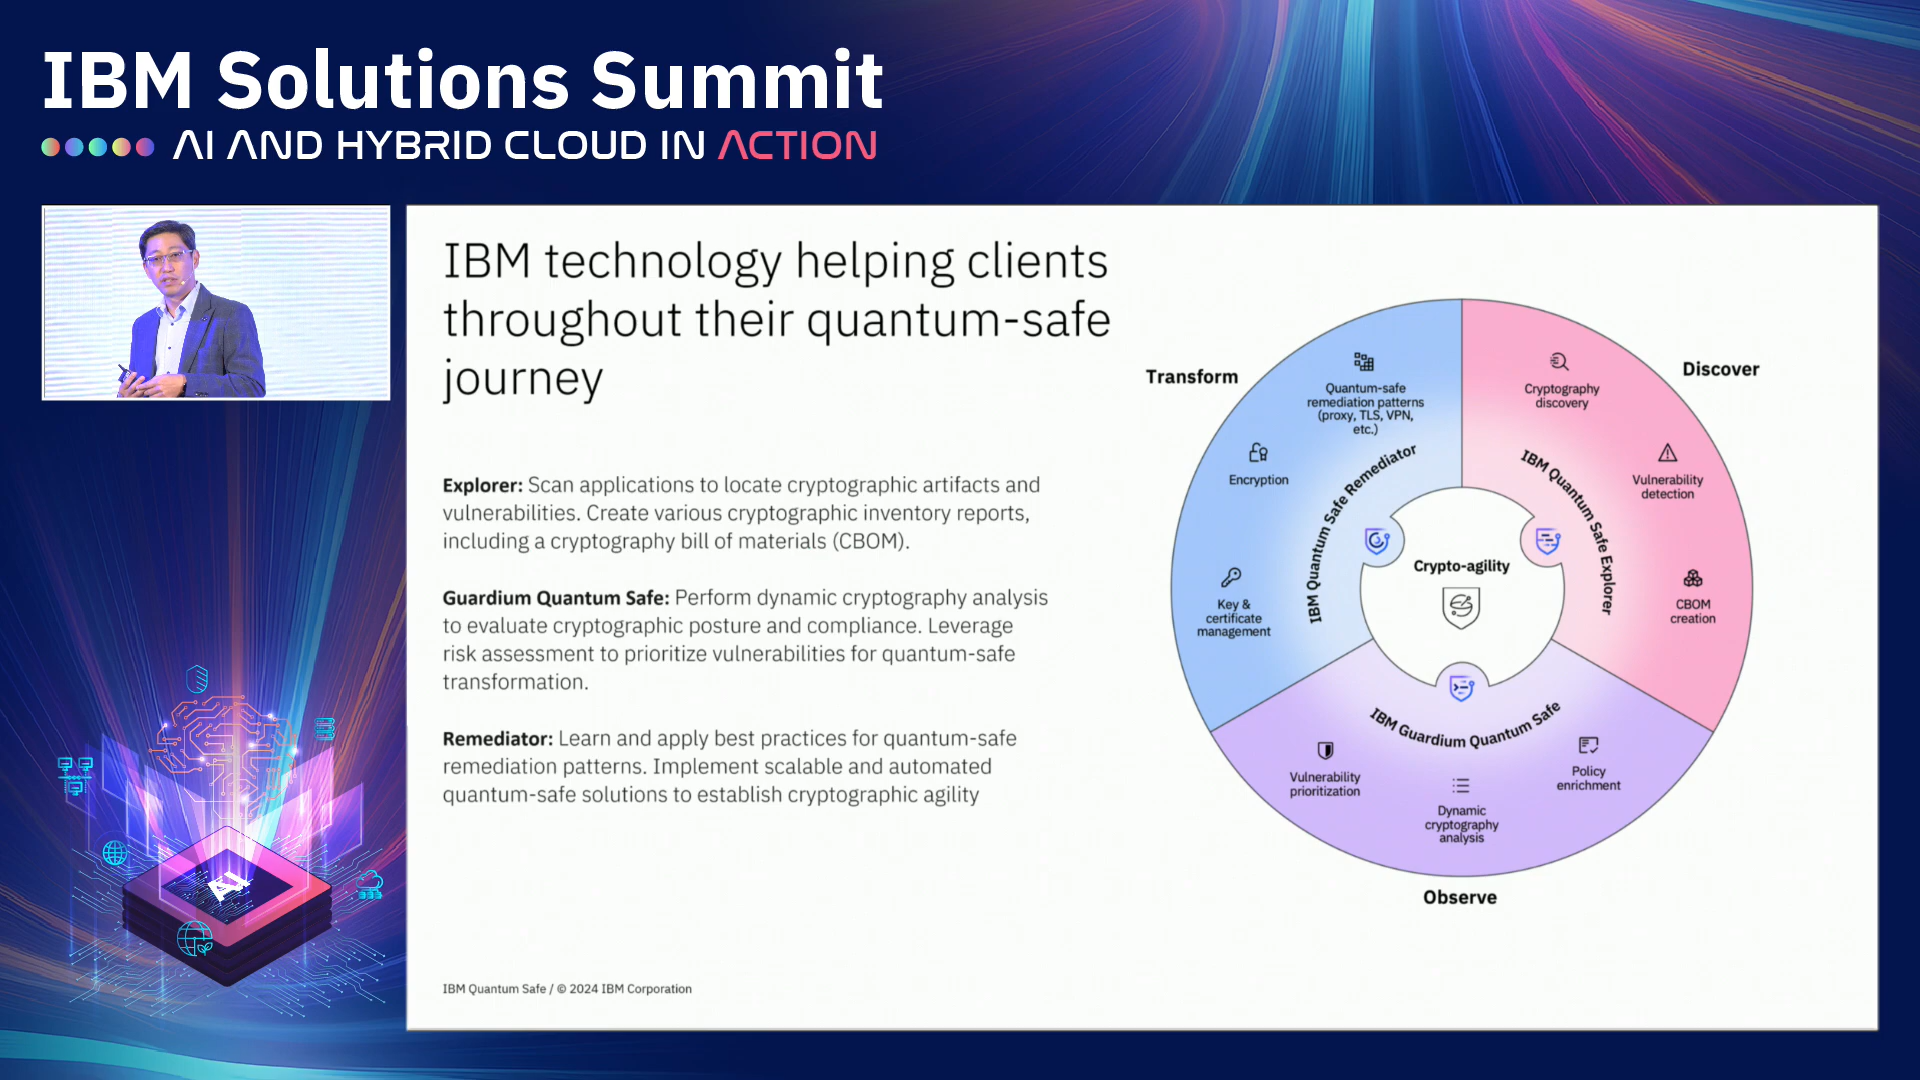 IBM Solutions Summit
AI AND HYBRID CLOUD IN ACTION
IBM technology helping clients
throughout their quantum-safe
journey
Explorer: Scan applications to locate cryptographic artifacts and
vulnerabilities. Create various cryptographic inventory reports,
including a cryptography bill of materials (CBOM).
Guardium Quantum Safe: Perform dynamic cryptography analysis
to evaluate cryptographic posture and compliance. Leverage
risk assessment to prioritize vulnerabilities for quantum-safe
transformation.
Remediator: Learn and apply best practices for quantum-safe
remediation patterns. Implement scalable and automated
quantum-safe solutions to establish cryptographic agility
IBM Quantum Safe / © 2024 IBM Corporation
Transform
Quantum-safe
remediation patterns
(proxy, TLS, VPN,
etc.)
Encryption
Key &
certificate
management
IBM Quantum Safe Remediator
Discover
Cryptography
discovery
Vulnerability
detection
CBOM
creation
IBM Quantum Safe Explorer
Crypto-agility
IBM Guardium Quantum Safe
Vulnerability
prioritization
Dynamic
cryptography
analysis
Policy
enrichment
Observe
AI